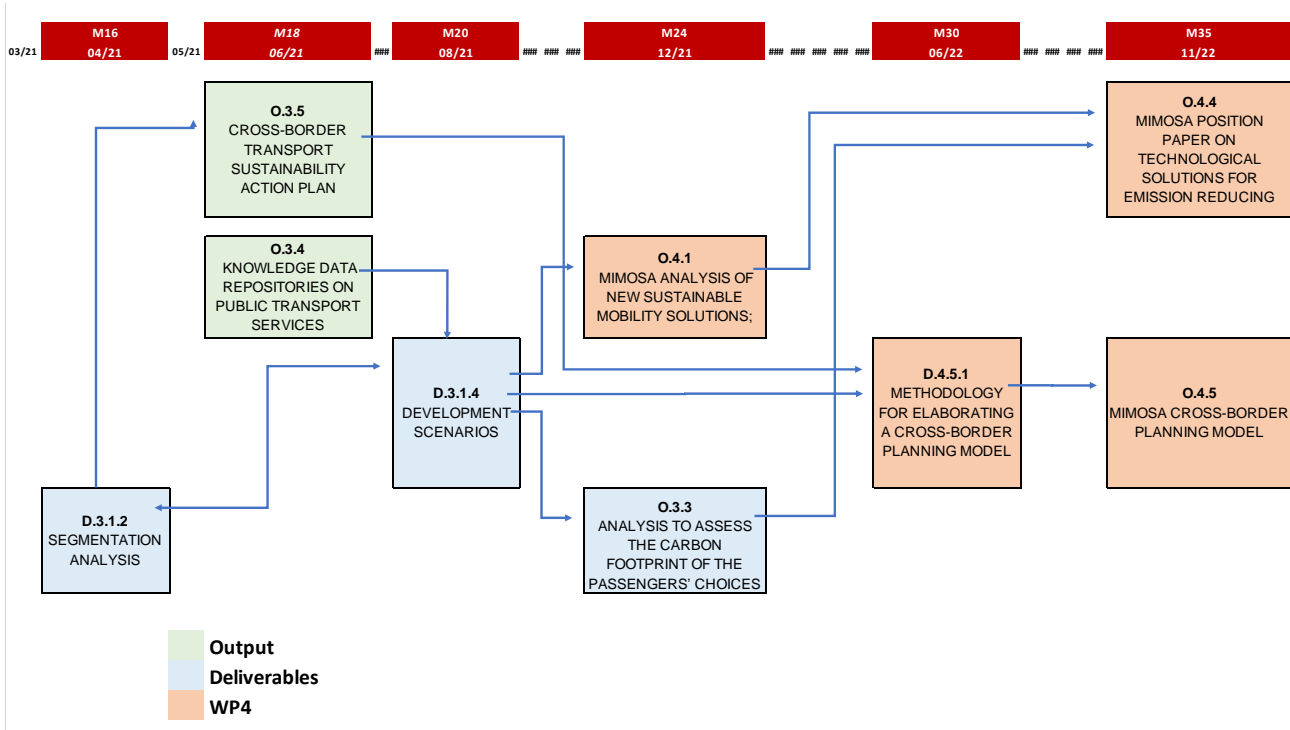 M16 M18 M20 M24 M30 M35
03/21 04/21 05/21 06/21 ### 08/21 ### ### ### 12/21 ### ### ### ### ### 06/22 ### ### ### ### 11/22
O.3.5
CROSS-BORDER
TRANSPORT
SUSTAINABILITY
ACTION PLAN
O.4.4
MIMOSA POSITION
PAPER ON
TECHNOLOGICAL
SOLUTIONS FOR
EMISSION REDUCING
O.3.4
KNOWLEDGE DATA
REPOSITORIES ON
PUBLIC TRANSPORT
SERVICES
O.4.1
MIMOSA ANALYSIS OF
NEW SUSTAINABLE
MOBILITY SOLUTIONS;
D.3.1.4
DEVELOPMENT
SCENARIOS
D.4.5.1
METHODOLOGY
FOR ELABORATING
A CROSS-BORDER
PLANNING MODEL
O.4.5
MIMOSA CROSS-BORDER
PLANNING MODEL
D.3.1.2
SEGMENTATION
ANALYSIS
O.3.3
ANALYSIS TO ASSESS
THE CARBON
FOOTPRINT OF THE
PASSENGERS’ CHOICES
Output
Deliverables
WP4